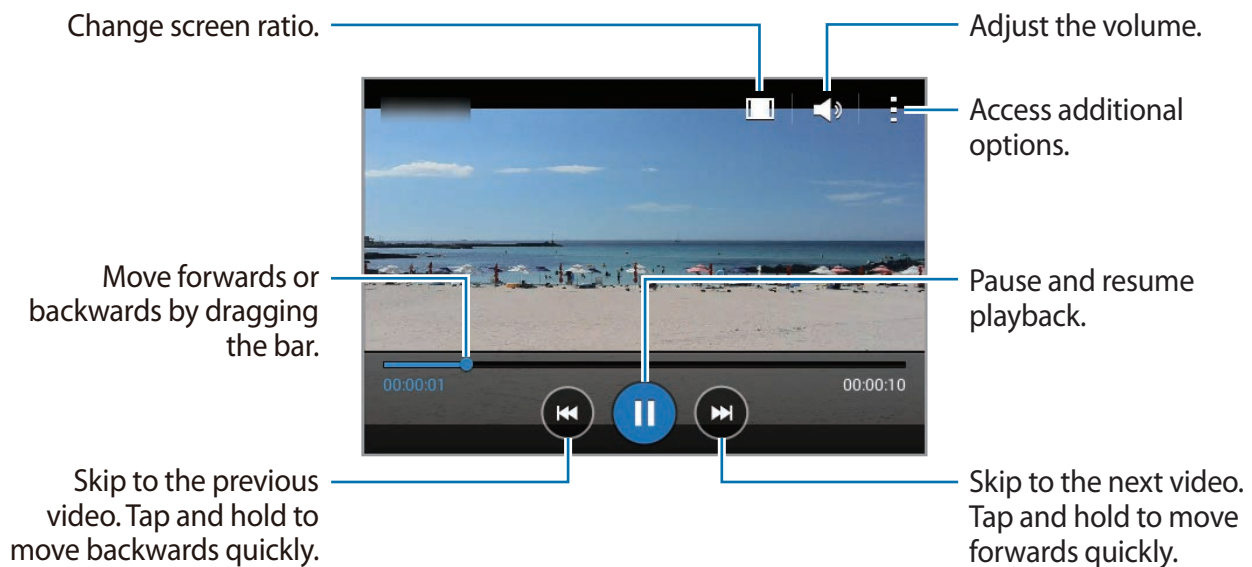 Change screen ratio.
Adjust the volume.
Access additional
options.
Move forwards or
backwards by dragging
the bar.
Pause and resume
playback.
00:00:01
00:00:10
Skip to the previous
video. Tap and hold to
move backwards quickly.
Skip to the next video.
Tap and hold to move
forwards quickly.